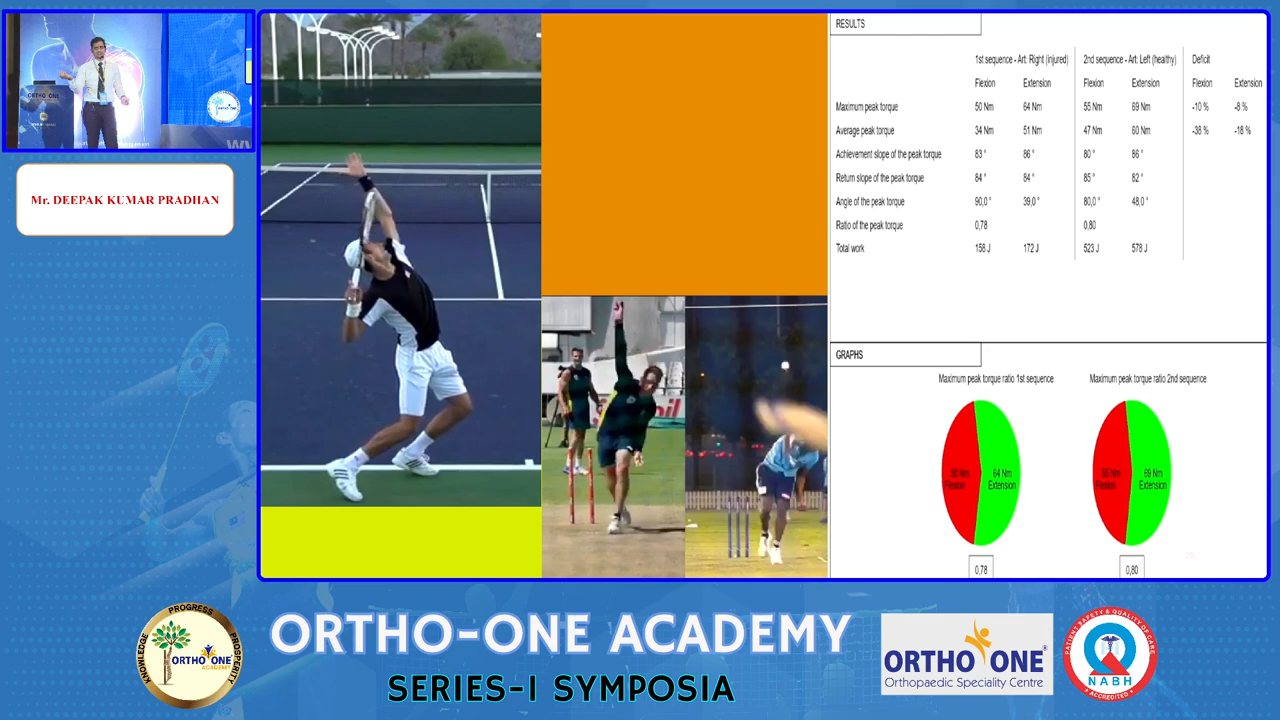 ORTHO-ONE
Mr. DEEPAK KUMAR PRADHAN
RESULTS
1st sequence - Art: Right (injured) 2nd sequence - Art: Left (healthy) Deficit
Flexion Extension Flexion Extension Flexion Extension
Maximum peak torque 50 Nm 64 Nm 55 Nm 69 Nm -10 % -8 %
Average peak torque 34 Nm 51 Nm 47 Nm 60 Nm -38 % -18 %
Achievement slope of the peak torque 83 ° 86 ° 80 ° 86 °
Return slope of the peak torque 84 ° 84 ° 85 ° 82 °
Angle of the peak torque 90,0 ° 39,0 ° 80,0 ° 48,0 °
Ratio of the peak torque 0,78 0,80
Total work 158 J 172 J 523 J 578 J
GRAPHS
Maximum peak torque ratio 1st sequence Maximum peak torque ratio 2nd sequence
50 Nm Flexion 64 Nm Extension
55 Nm Flexion 69 Nm Extension
0,78 0,80
KNOWLEDGE PROGRESS PROSPERITY
ORTHO ONE
ACADEMY
ORTHO-ONE ACADEMY
SERIES-I SYMPOSIA
ORTHO ONE®
Orthopaedic Speciality Centre
PATIENT SAFETY & QUALITY OF CARE
NABH
ACCREDITED